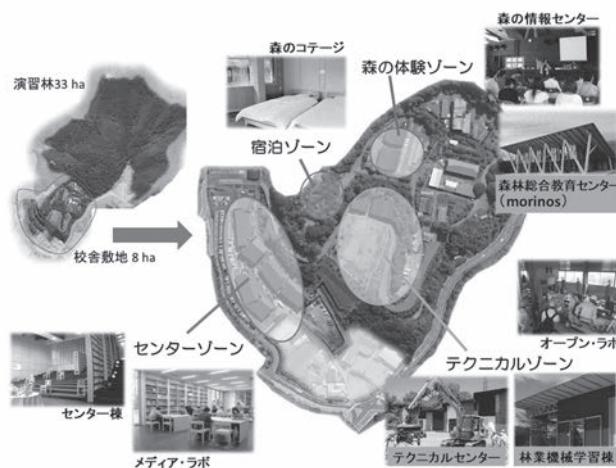 森の情報センター
森のコテージ
演習林33 ha
森の体験ゾーン
宿泊ゾーン
森林総合教育センター
(morinos)
校舎敷地 8 ha
オープン・ラボ
センターゾーン
テクニカルゾーン
センター棟
メディア・ラボ
テクニカルセンター
林業機械学習棟